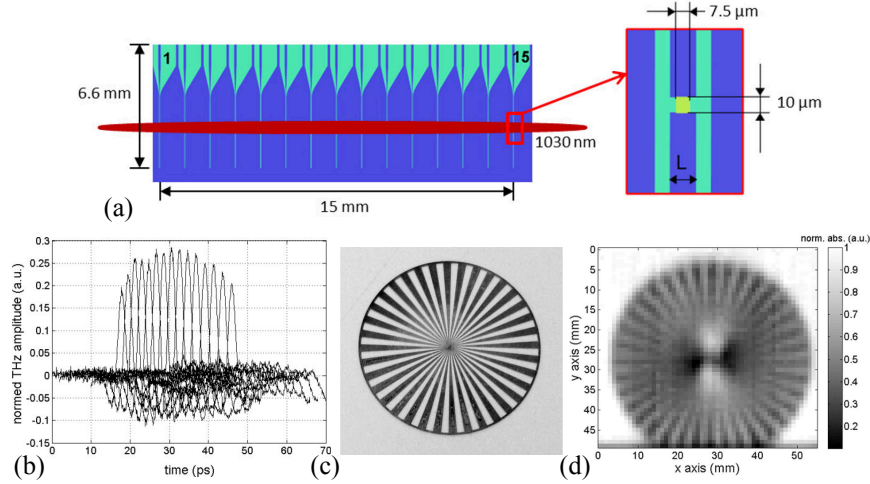 7.5 µm
1
15
6.6 mm
10 µm
1030 nm
L
15 mm
(a)
norm. abs. (a.u.)
0.3
0.25
0.2
0.15
0.1
0.05
0
-0.05
-0.1
-0.15
normed THz amplitude (a.u.)
0 10 20 30 40 50 60 70
time (ps)
(b)
(c)
0
5
10
15
20
25
30
35
40
45
y axis (mm)
0 10 20 30 40 50
x axis (mm)
1
0.9
0.8
0.7
0.6
0.5
0.4
0.3
0.2
(d)